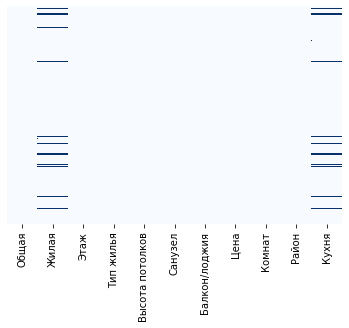 Общая
Жилая
Этаж
Тип жилья
Высота потолков
Санузел
Балкон/лоджия
Цена
Комнат
Район
Кухня